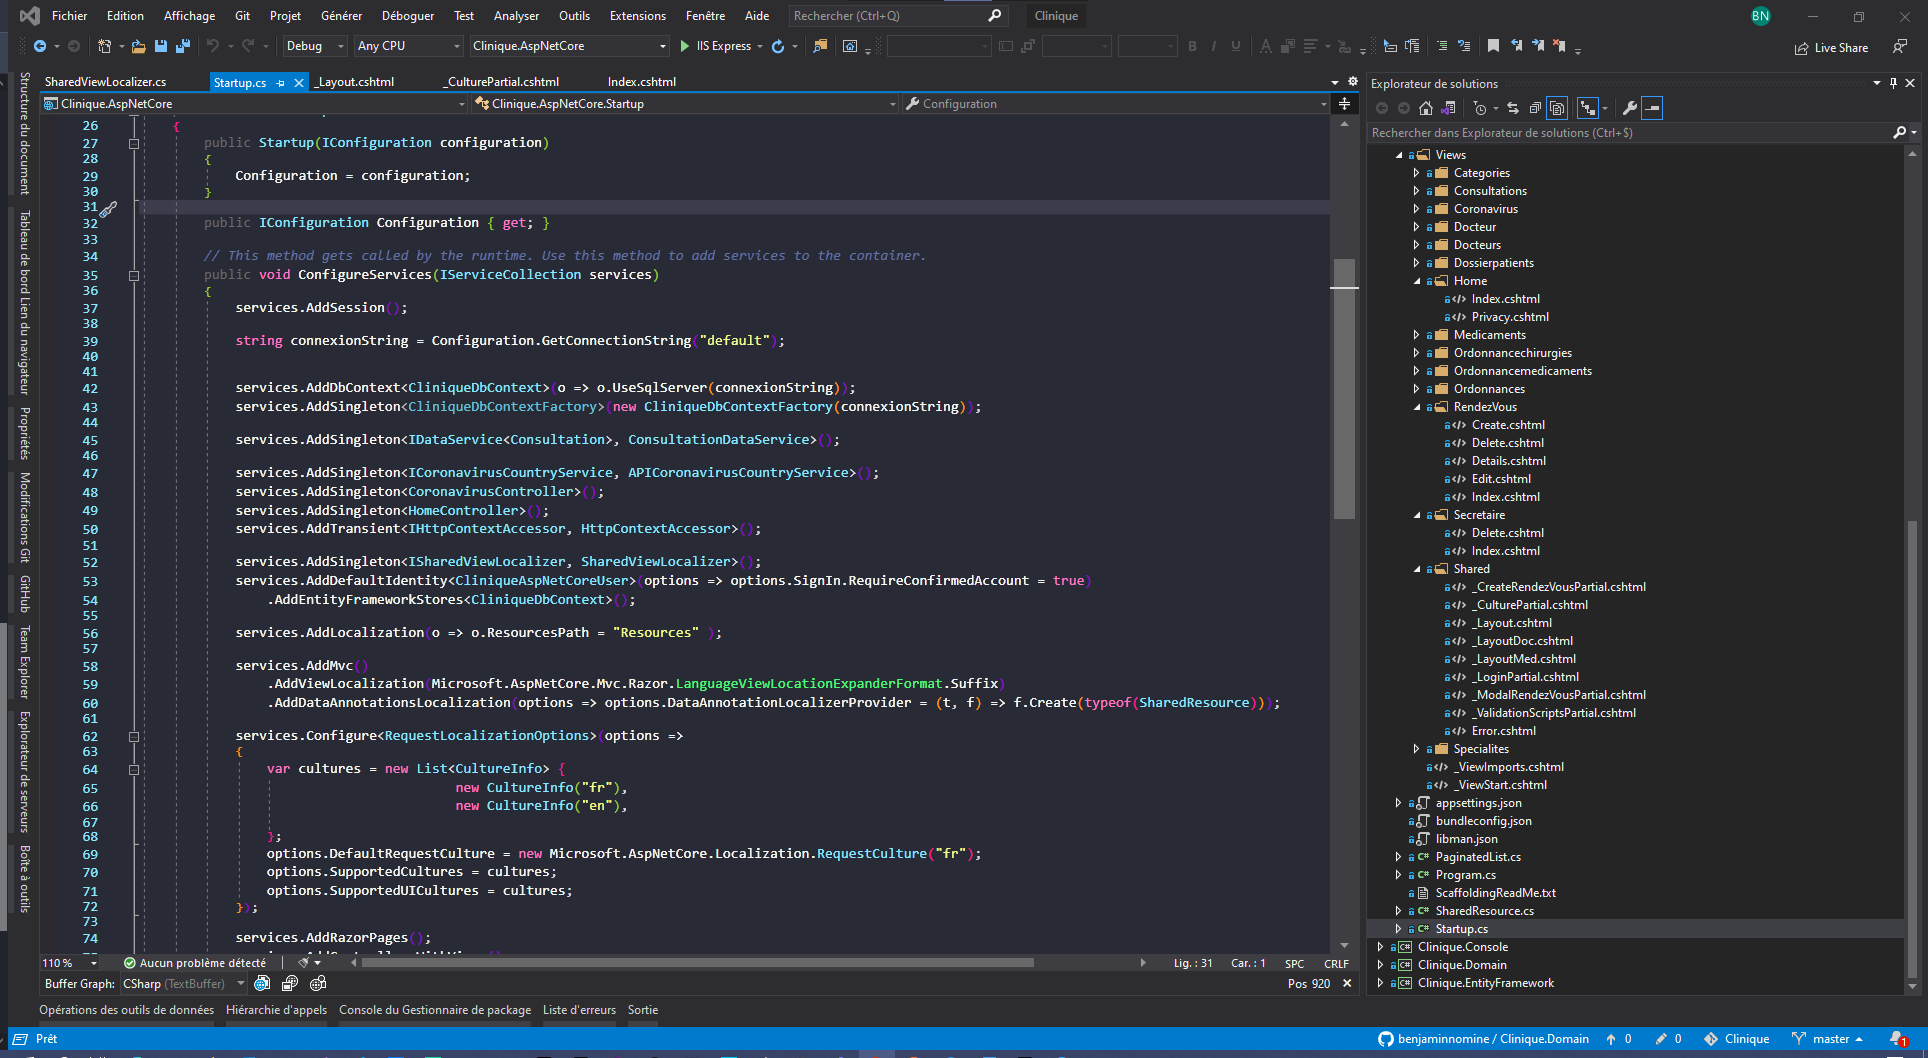 Fichier Edition Affichage Git Projet Générer Déboguer Test Analyser Outils Extensions Fenêtre Aide Rechercher (Ctrl+Q) Clinique BN
Debug Any CPU Clinique.AspNetCore IIS Express Live Share
SharedViewLocalizer.cs Startup.cs _Layout.cshtml _CulturePartial.cshtml Index.cshtml
Clinique.AspNetCore Clinique.AspNetCore.Startup Configuration
Structure du document
Tableau de bord Lien du navigateur
Propriétés
Modifications Git
GitHub
Team Explorer
Explorateur de serveurs
Boîte à outils
26 {
27 public Startup(IConfiguration configuration)
28 {
29 Configuration = configuration;
30 }
31
32 public IConfiguration Configuration { get; }
33
34 // This method gets called by the runtime. Use this method to add services to the container.
35 public void ConfigureServices(IServiceCollection services)
36 {
37 services.AddSession();
38
39 string connexionString = Configuration.GetConnectionString("default");
40
41
42 services.AddDbContext<CliniqueDbContext>(o => o.UseSqlServer(connexionString));
43 services.AddSingleton<CliniqueDbContextFactory>(new CliniqueDbContextFactory(connexionString));
44
45 services.AddSingleton<IDataService<Consultation>, ConsultationDataService>();
46
47 services.AddSingleton<ICoronavirusCountryService, APICoronavirusCountryService>();
48 services.AddSingleton<CoronavirusController>();
49 services.AddSingleton<HomeController>();
50 services.AddTransient<IHttpContextAccessor, HttpContextAccessor>();
51
52 services.AddSingleton<ISharedViewLocalizer, SharedViewLocalizer>();
53 services.AddDefaultIdentity<CliniqueAspNetCoreUser>(options => options.SignIn.RequireConfirmedAccount = true)
54 .AddEntityFrameworkStores<CliniqueDbContext>();
55
56 services.AddLocalization(o => o.ResourcesPath = "Resources" );
57
58 services.AddMvc()
59 .AddViewLocalization(Microsoft.AspNetCore.Mvc.Razor.LanguageViewLocationExpanderFormat.Suffix)
60 .AddDataAnnotationsLocalization(options => options.DataAnnotationLocalizerProvider = (t, f) => f.Create(typeof(SharedResource)));
61
62 services.Configure<RequestLocalizationOptions>(options =>
63 {
64 var cultures = new List<CultureInfo> {
65 new CultureInfo("fr"),
66 new CultureInfo("en"),
67
68 };
69 options.DefaultRequestCulture = new Microsoft.AspNetCore.Localization.RequestCulture("fr");
70 options.SupportedCultures = cultures;
71 options.SupportedUICultures = cultures;
72 });
73
74 services.AddRazorPages();
110 % Aucun problème détecté Lig. : 31 Car. : 1 SPC CRLF
Buffer Graph: CSharp (TextBuffer) Pos 920
Opérations des outils de données Hiérarchie d'appels Console du Gestionnaire de package Liste d'erreurs Sortie
Explorateur de solutions
Rechercher dans Explorateur de solutions (Ctrl+$)
Views
Categories
Consultations
Coronavirus
Docteur
Docteurs
Dossierpatients
Home
Index.cshtml
Privacy.cshtml
Medicaments
Ordonnancechirurgies
Ordonnancemedicaments
Ordonnances
RendezVous
Create.cshtml
Delete.cshtml
Details.cshtml
Edit.cshtml
Index.cshtml
Secretaire
Delete.cshtml
Index.cshtml
Shared
_CreateRendezVousPartial.cshtml
_CulturePartial.cshtml
_Layout.cshtml
_LayoutDoc.cshtml
_LayoutMed.cshtml
_LoginPartial.cshtml
_ModalRendezVousPartial.cshtml
_ValidationScriptsPartial.cshtml
Error.cshtml
Specialites
_ViewImports.cshtml
_ViewStart.cshtml
appsettings.json
bundleconfig.json
libman.json
C# PaginatedList.cs
C# Program.cs
ScaffoldingReadMe.txt
C# SharedResource.cs
C# Startup.cs
C# Clinique.Console
C# Clinique.Domain
C# Clinique.EntityFramework
Prêt benjaminnomine / Clinique.Domain 0 0 Clinique master 1